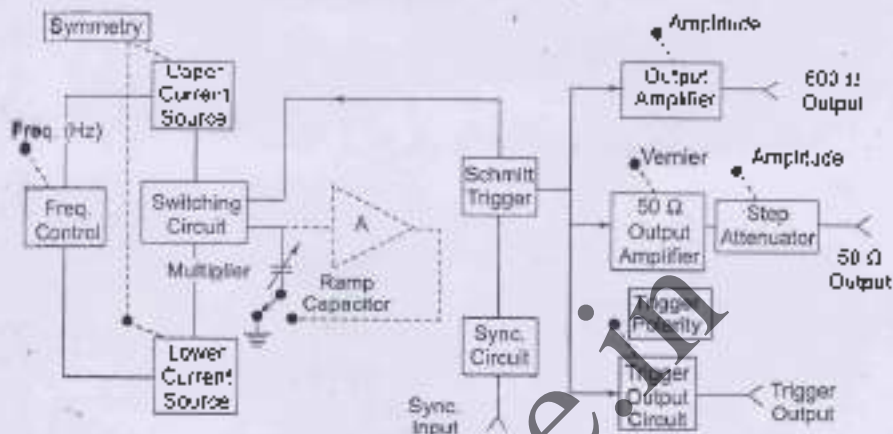 Symmetry
Upper
Current
Source
Freq. (Hz)
Freq.
Control
Switching
Circuit
Multiplier
A
Ramp
Capacitor
Lower
Current
Source
Schmitt
Trigger
Sync.
Circuit
Sync.
Input
Amplitude
Output
Amplifier
600 Ω
Output
Vernier
50 Ω
Output
Amplifier
Amplitude
Step
Attenuator
50 Ω
Output
Trigger
Polarity
Trigger
Output
Circuit
Trigger
Output